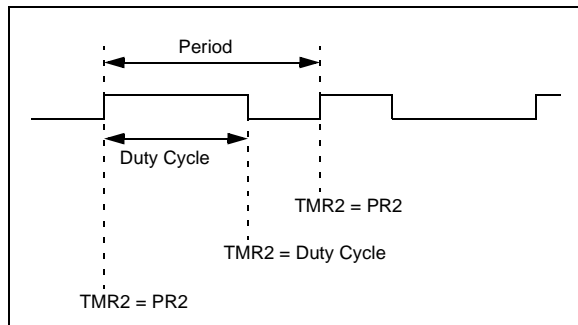 Period
Duty Cycle
TMR2 = PR2
TMR2 = Duty Cycle
TMR2 = PR2